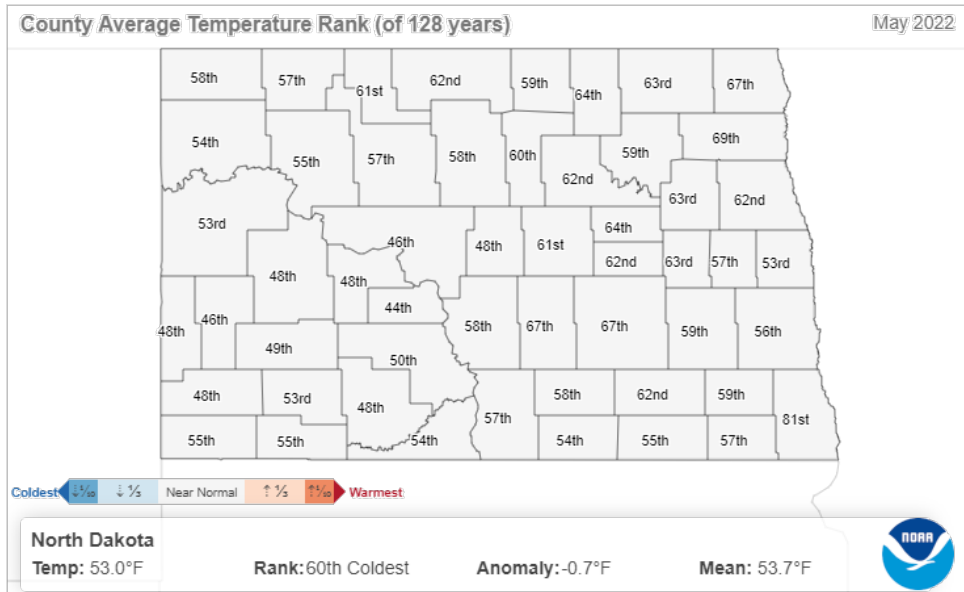 County Average Temperature Rank (of 128 years) May 2022
58th 57th 61st 62nd 59th 64th 63rd 67th
54th 55th 57th 58th 60th 62nd 59th 69th
53rd 46th 48th 61st 64th 63rd 62nd
48th 48th 62nd 63rd 57th 53rd
48th 46th 44th 58th 67th 67th 59th 56th
49th 50th
48th 53rd 48th 57th 58th 62nd 59th 81st
55th 55th 54th 54th 55th 57th
Coldest ↓⅒ ↓⅓ Near Normal ↑⅓ ↑⅒ Warmest
North Dakota
Temp: 53.0°F Rank:60th Coldest Anomaly:-0.7°F Mean: 53.7°F
NOAA